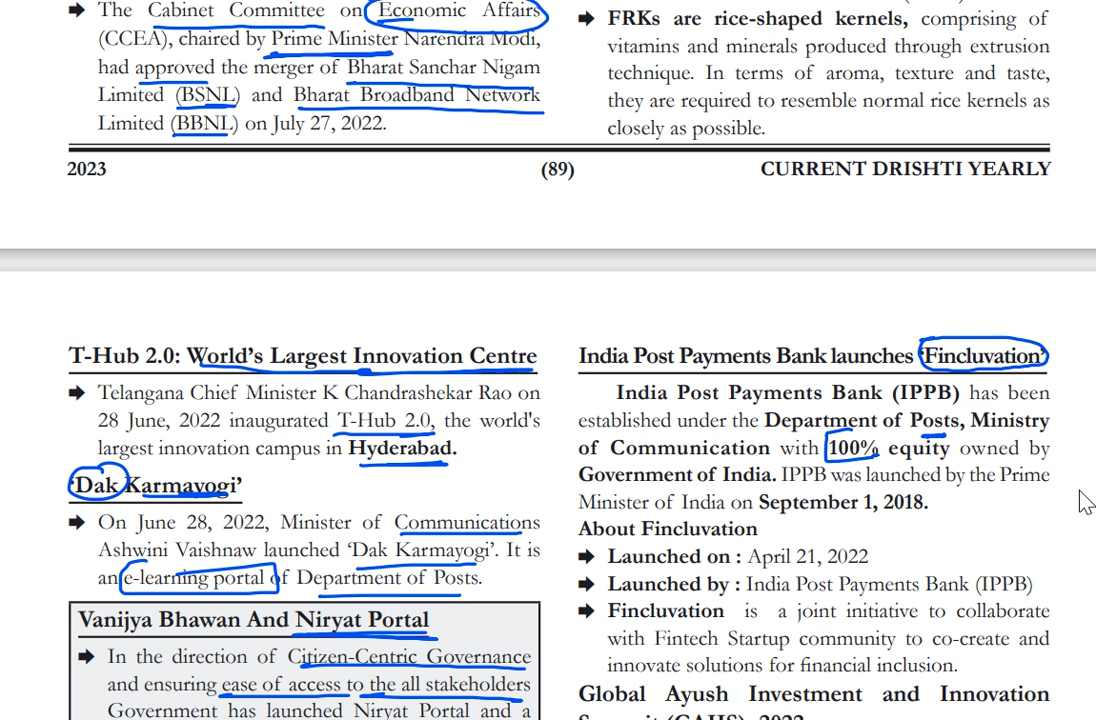 ➡ The Cabinet Committee on Economic Affairs
(CCEA), chaired by Prime Minister Narendra Modi,
had approved the merger of Bharat Sanchar Nigam
Limited (BSNL) and Bharat Broadband Network
Limited (BBNL) on July 27, 2022.
➡ FRKs are rice-shaped kernels, comprising of
vitamins and minerals produced through extrusion
technique. In terms of aroma, texture and taste,
they are required to resemble normal rice kernels as
closely as possible.
2023 (89) CURRENT DRISHTI YEARLY
T-Hub 2.0: World's Largest Innovation Centre
➡ Telangana Chief Minister K Chandrashekar Rao on
28 June, 2022 inaugurated T-Hub 2.0, the world's
largest innovation campus in Hyderabad.
'Dak Karmayogi'
➡ On June 28, 2022, Minister of Communications
Ashwini Vaishnaw launched 'Dak Karmayogi'. It is
an e-learning portal of Department of Posts.
Vanijya Bhawan And Niryat Portal
➡ In the direction of Citizen-Centric Governance
and ensuring ease of access to the all stakeholders
Government has launched Niryat Portal and a
India Post Payments Bank launches 'Fincluvation'
India Post Payments Bank (IPPB) has been
established under the Department of Posts, Ministry
of Communication with 100% equity owned by
Government of India. IPPB was launched by the Prime
Minister of India on September 1, 2018.
About Fincluvation
➡ Launched on : April 21, 2022
➡ Launched by : India Post Payments Bank (IPPB)
➡ Fincluvation is a joint initiative to collaborate
with Fintech Startup community to co-create and
innovate solutions for financial inclusion.
Global Ayush Investment and Innovation
Summit (GAIIS) 2022